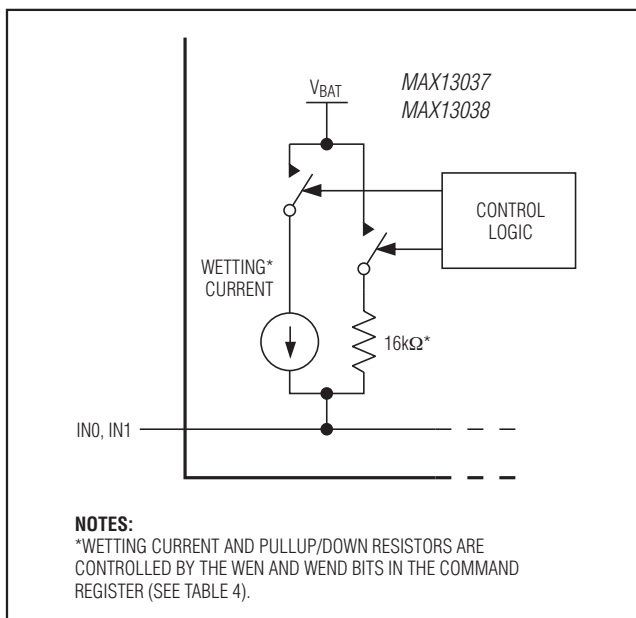 V_BAT
MAX13037
MAX13038
CONTROL
LOGIC
WETTING*
CURRENT
16kΩ*
IN0, IN1
NOTES:
*WETTING CURRENT AND PULLUP/DOWN RESISTORS ARE
CONTROLLED BY THE WEN AND WEND BITS IN THE COMMAND
REGISTER (SEE TABLE 4).